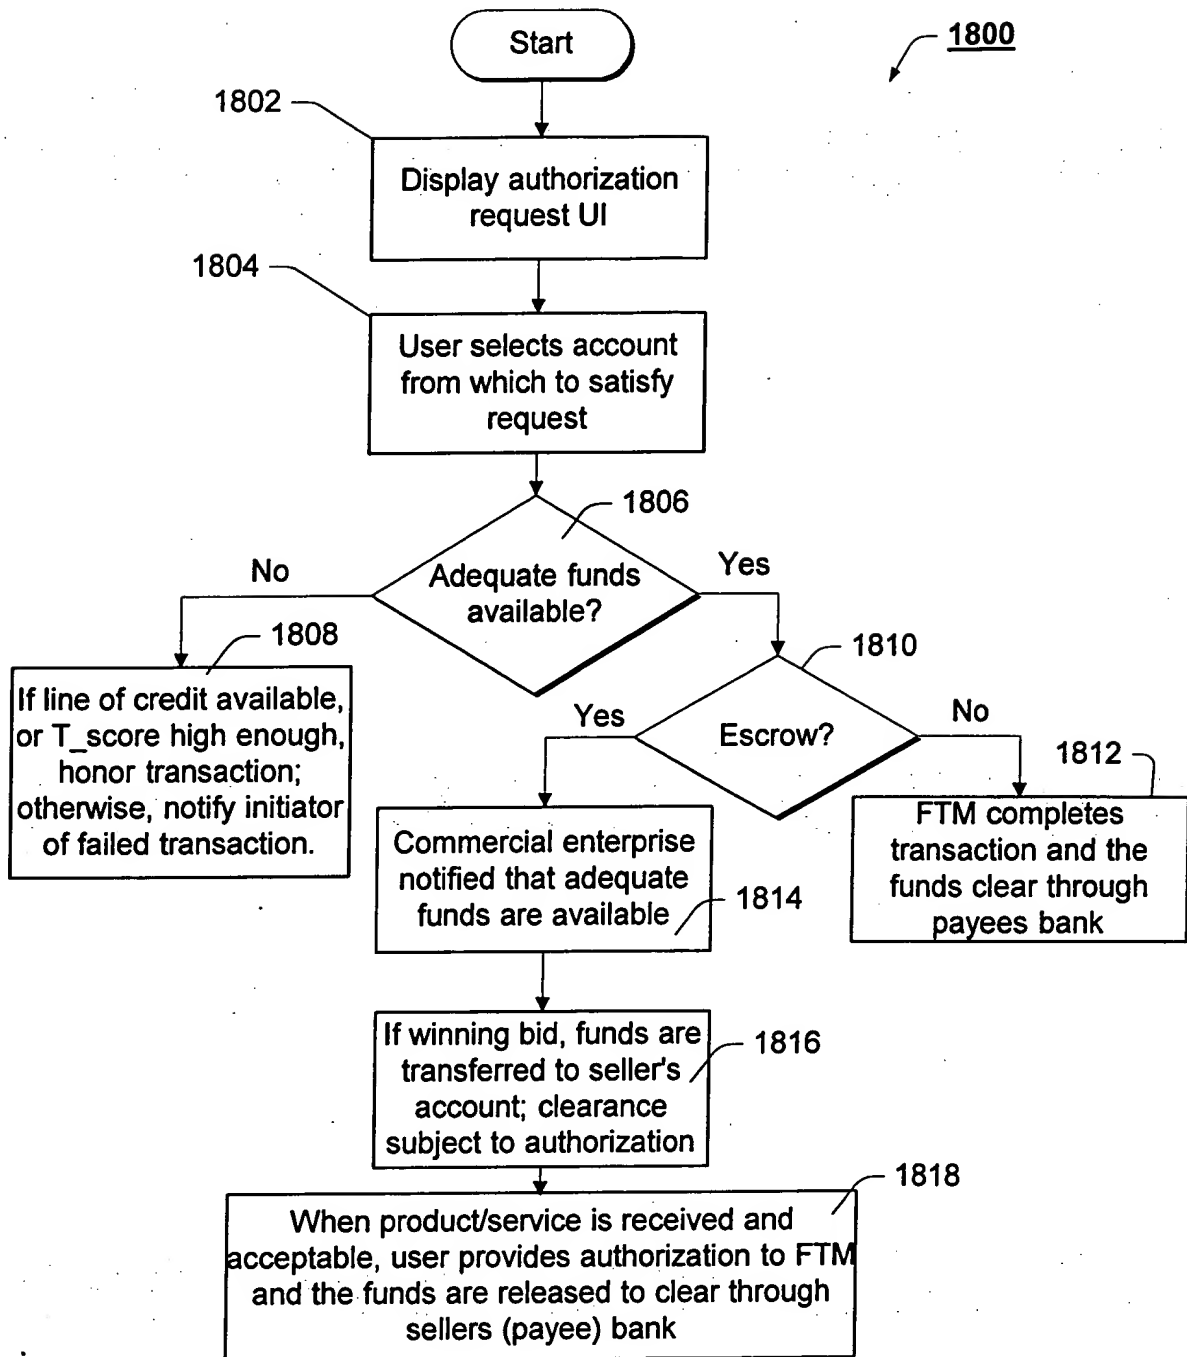 Start
1800
1802
Display authorization
request UI
1804
User selects account
from which to satisfy
request
1806
Adequate funds
available?
No
Yes
1808
If line of credit available,
or T_score high enough,
honor transaction;
otherwise, notify initiator
of failed transaction.
1810
Escrow?
Yes
No
1812
FTM completes
transaction and the
funds clear through
payees bank
Commercial enterprise
notified that adequate
funds are available
1814
If winning bid, funds are
transferred to seller's
account; clearance
subject to authorization
1816
1818
When product/service is received and
acceptable, user provides authorization to FTM
and the funds are released to clear through
sellers (payee) bank